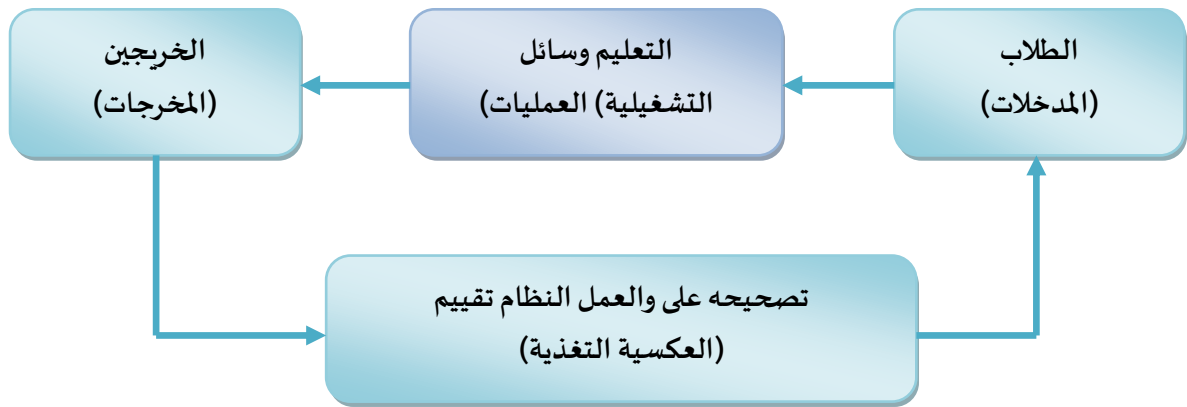 الطلاب
(المدخلات)
التعليم وسائل
التشغيلية) العمليات)
الخريجين
(المخرجات)
تصحيحه على والعمل النظام تقييم
(العكسية التغذية)